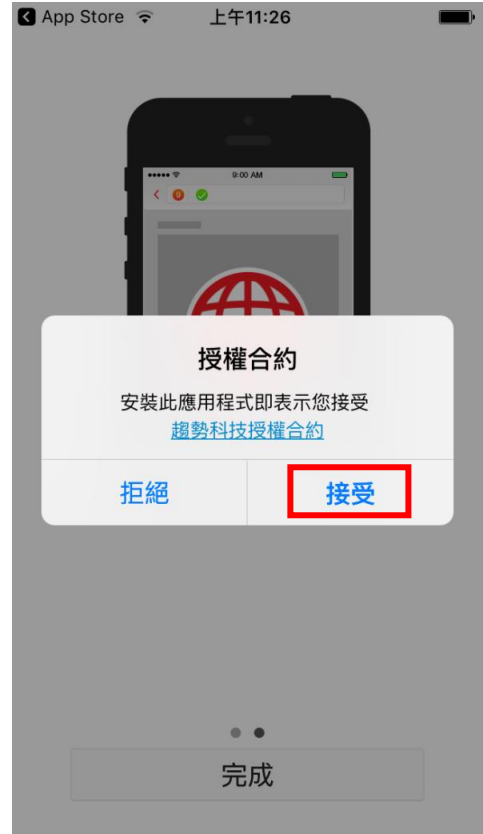 App Store 上午11:26
9:00 AM
授權合約
安裝此應用程式即表示您接受
趨勢科技授權合約
拒絕 接受
完成